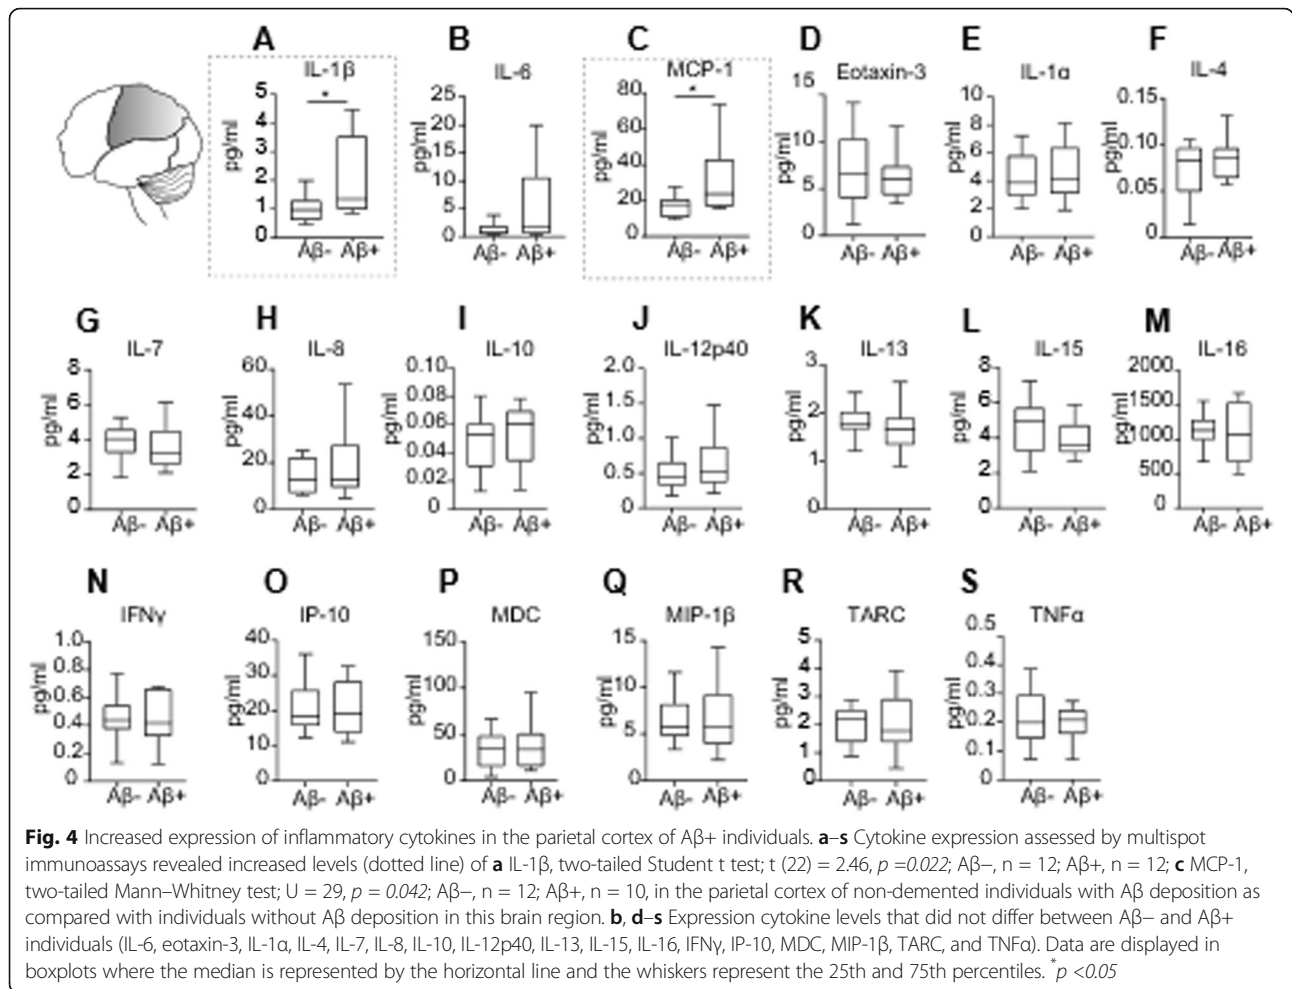 A
B
C
D
E
F
IL-1β
IL-6
MCP-1
Eotaxin-3
IL-1α
IL-4
*
*
pg/ml
5
4
3
2
1
0
Aβ- Aβ+
pg/ml
25
20
15
10
5
0
Aβ- Aβ+
pg/ml
80
60
40
20
0
Aβ- Aβ+
pg/ml
15
10
5
0
Aβ- Aβ+
pg/ml
10
8
6
4
2
0
Aβ- Aβ+
pg/ml
0.15
0.10
0.05
0
Aβ- Aβ+
G
H
I
J
K
L
M
IL-7
IL-8
IL-10
IL-12p40
IL-13
IL-15
IL-16
pg/ml
8
6
4
2
0
Aβ- Aβ+
pg/ml
60
40
20
0
Aβ- Aβ+
pg/ml
0.10
0.08
0.06
0.04
0.02
0
Aβ- Aβ+
pg/ml
2.0
1.5
1.0
0.5
0
Aβ- Aβ+
pg/ml
3
2
1
0
Aβ- Aβ+
pg/ml
8
6
4
2
0
Aβ- Aβ+
pg/ml
2000
1500
1000
500
0
Aβ- Aβ+
N
O
P
Q
R
S
IFNγ
IP-10
MDC
MIP-1β
TARC
TNFα
pg/ml
1.0
0.8
0.6
0.4
0.2
0
Aβ- Aβ+
pg/ml
40
30
20
10
0
Aβ- Aβ+
pg/ml
150
100
50
0
Aβ- Aβ+
pg/ml
15
10
5
0
Aβ- Aβ+
pg/ml
5
4
3
2
1
0
Aβ- Aβ+
pg/ml
0.5
0.4
0.3
0.2
0.1
0
Aβ- Aβ+
Fig. 4 Increased expression of inflammatory cytokines in the parietal cortex of Aβ+ individuals. a–s Cytokine expression assessed by multispot
immunoassays revealed increased levels (dotted line) of a IL-1β, two-tailed Student t test; t (22) = 2.46, p =0.022; Aβ−, n = 12; Aβ+, n = 12; c MCP-1,
two-tailed Mann–Whitney test; U = 29, p = 0.042; Aβ−, n = 12; Aβ+, n = 10, in the parietal cortex of non-demented individuals with Aβ deposition as
compared with individuals without Aβ deposition in this brain region. b, d–s Expression cytokine levels that did not differ between Aβ− and Aβ+
individuals (IL-6, eotaxin-3, IL-1α, IL-4, IL-7, IL-8, IL-10, IL-12p40, IL-13, IL-15, IL-16, IFNγ, IP-10, MDC, MIP-1β, TARC, and TNFα). Data are displayed in
boxplots where the median is represented by the horizontal line and the whiskers represent the 25th and 75th percentiles. *p <0.05